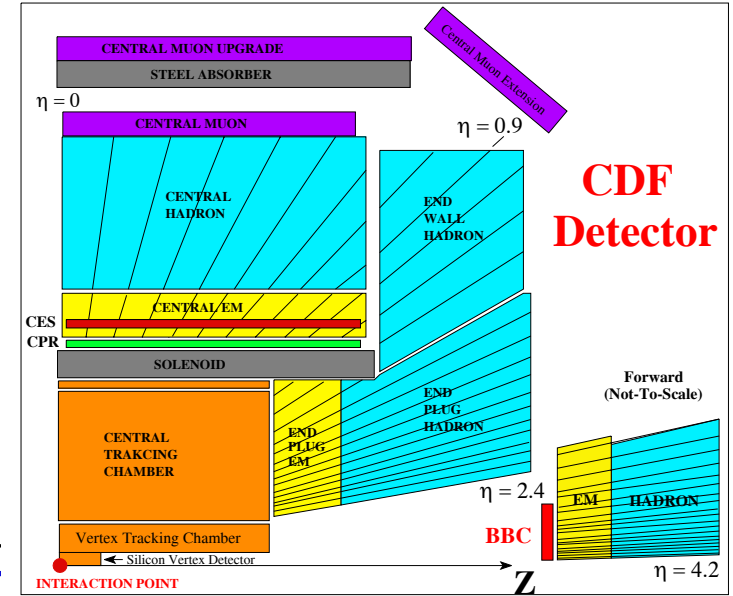 CENTRAL MUON UPGRADE
STEEL ABSORBER
Central Muon Extension
η = 0
CENTRAL MUON
η = 0.9
CENTRAL
HADRON
END
WALL
HADRON
CDF
Detector
CENTRAL EM
CES
CPR
SOLENOID
Forward
(Not-To-Scale)
CENTRAL
TRAKCING
CHAMBER
END
PLUG
EM
END
PLUG
HADRON
η = 2.4
EM
HADRON
BBC
Vertex Tracking Chamber
Silicon Vertex Detector
INTERACTION POINT
Z
η = 4.2